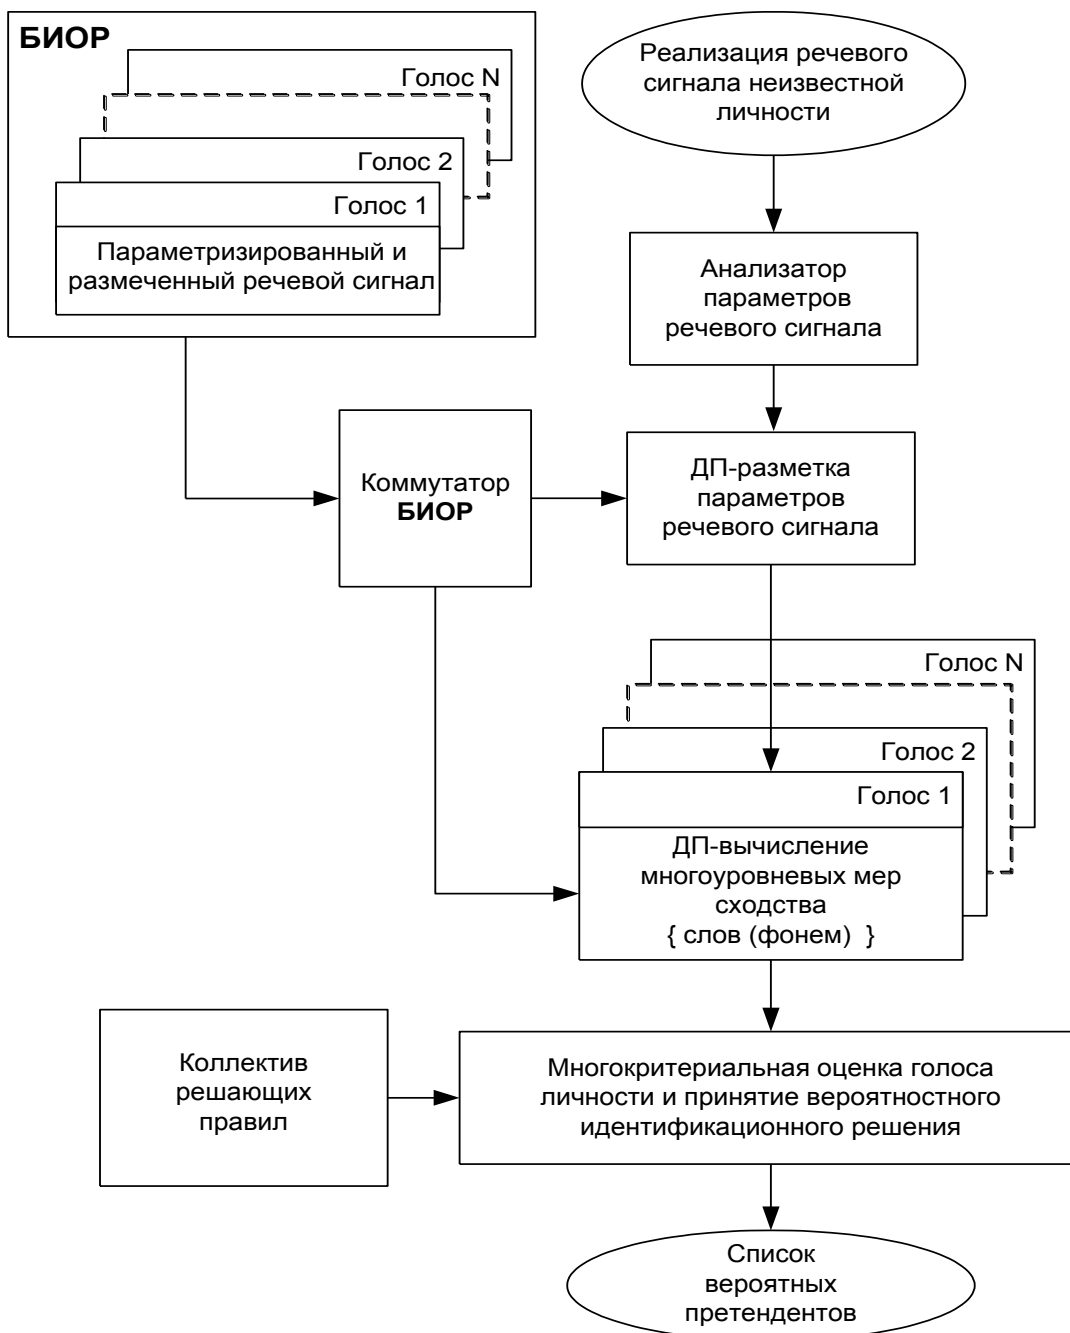 БИОР
Голос N
Голос 2
Голос 1
Параметризированный и
размеченный речевой сигнал
Реализация речевого
сигнала неизвестной
личности
Анализатор
параметров
речевого сигнала
Коммутатор
БИОР
ДП-разметка
параметров
речевого сигнала
Голос N
Голос 2
Голос 1
ДП-вычисление
многоуровневых мер
сходства
{ слов (фонем) }
Коллектив
решающих
правил
Многокритериальная оценка голоса
личности и принятие вероятностного
идентификационного решения
Список
вероятных
претендентов